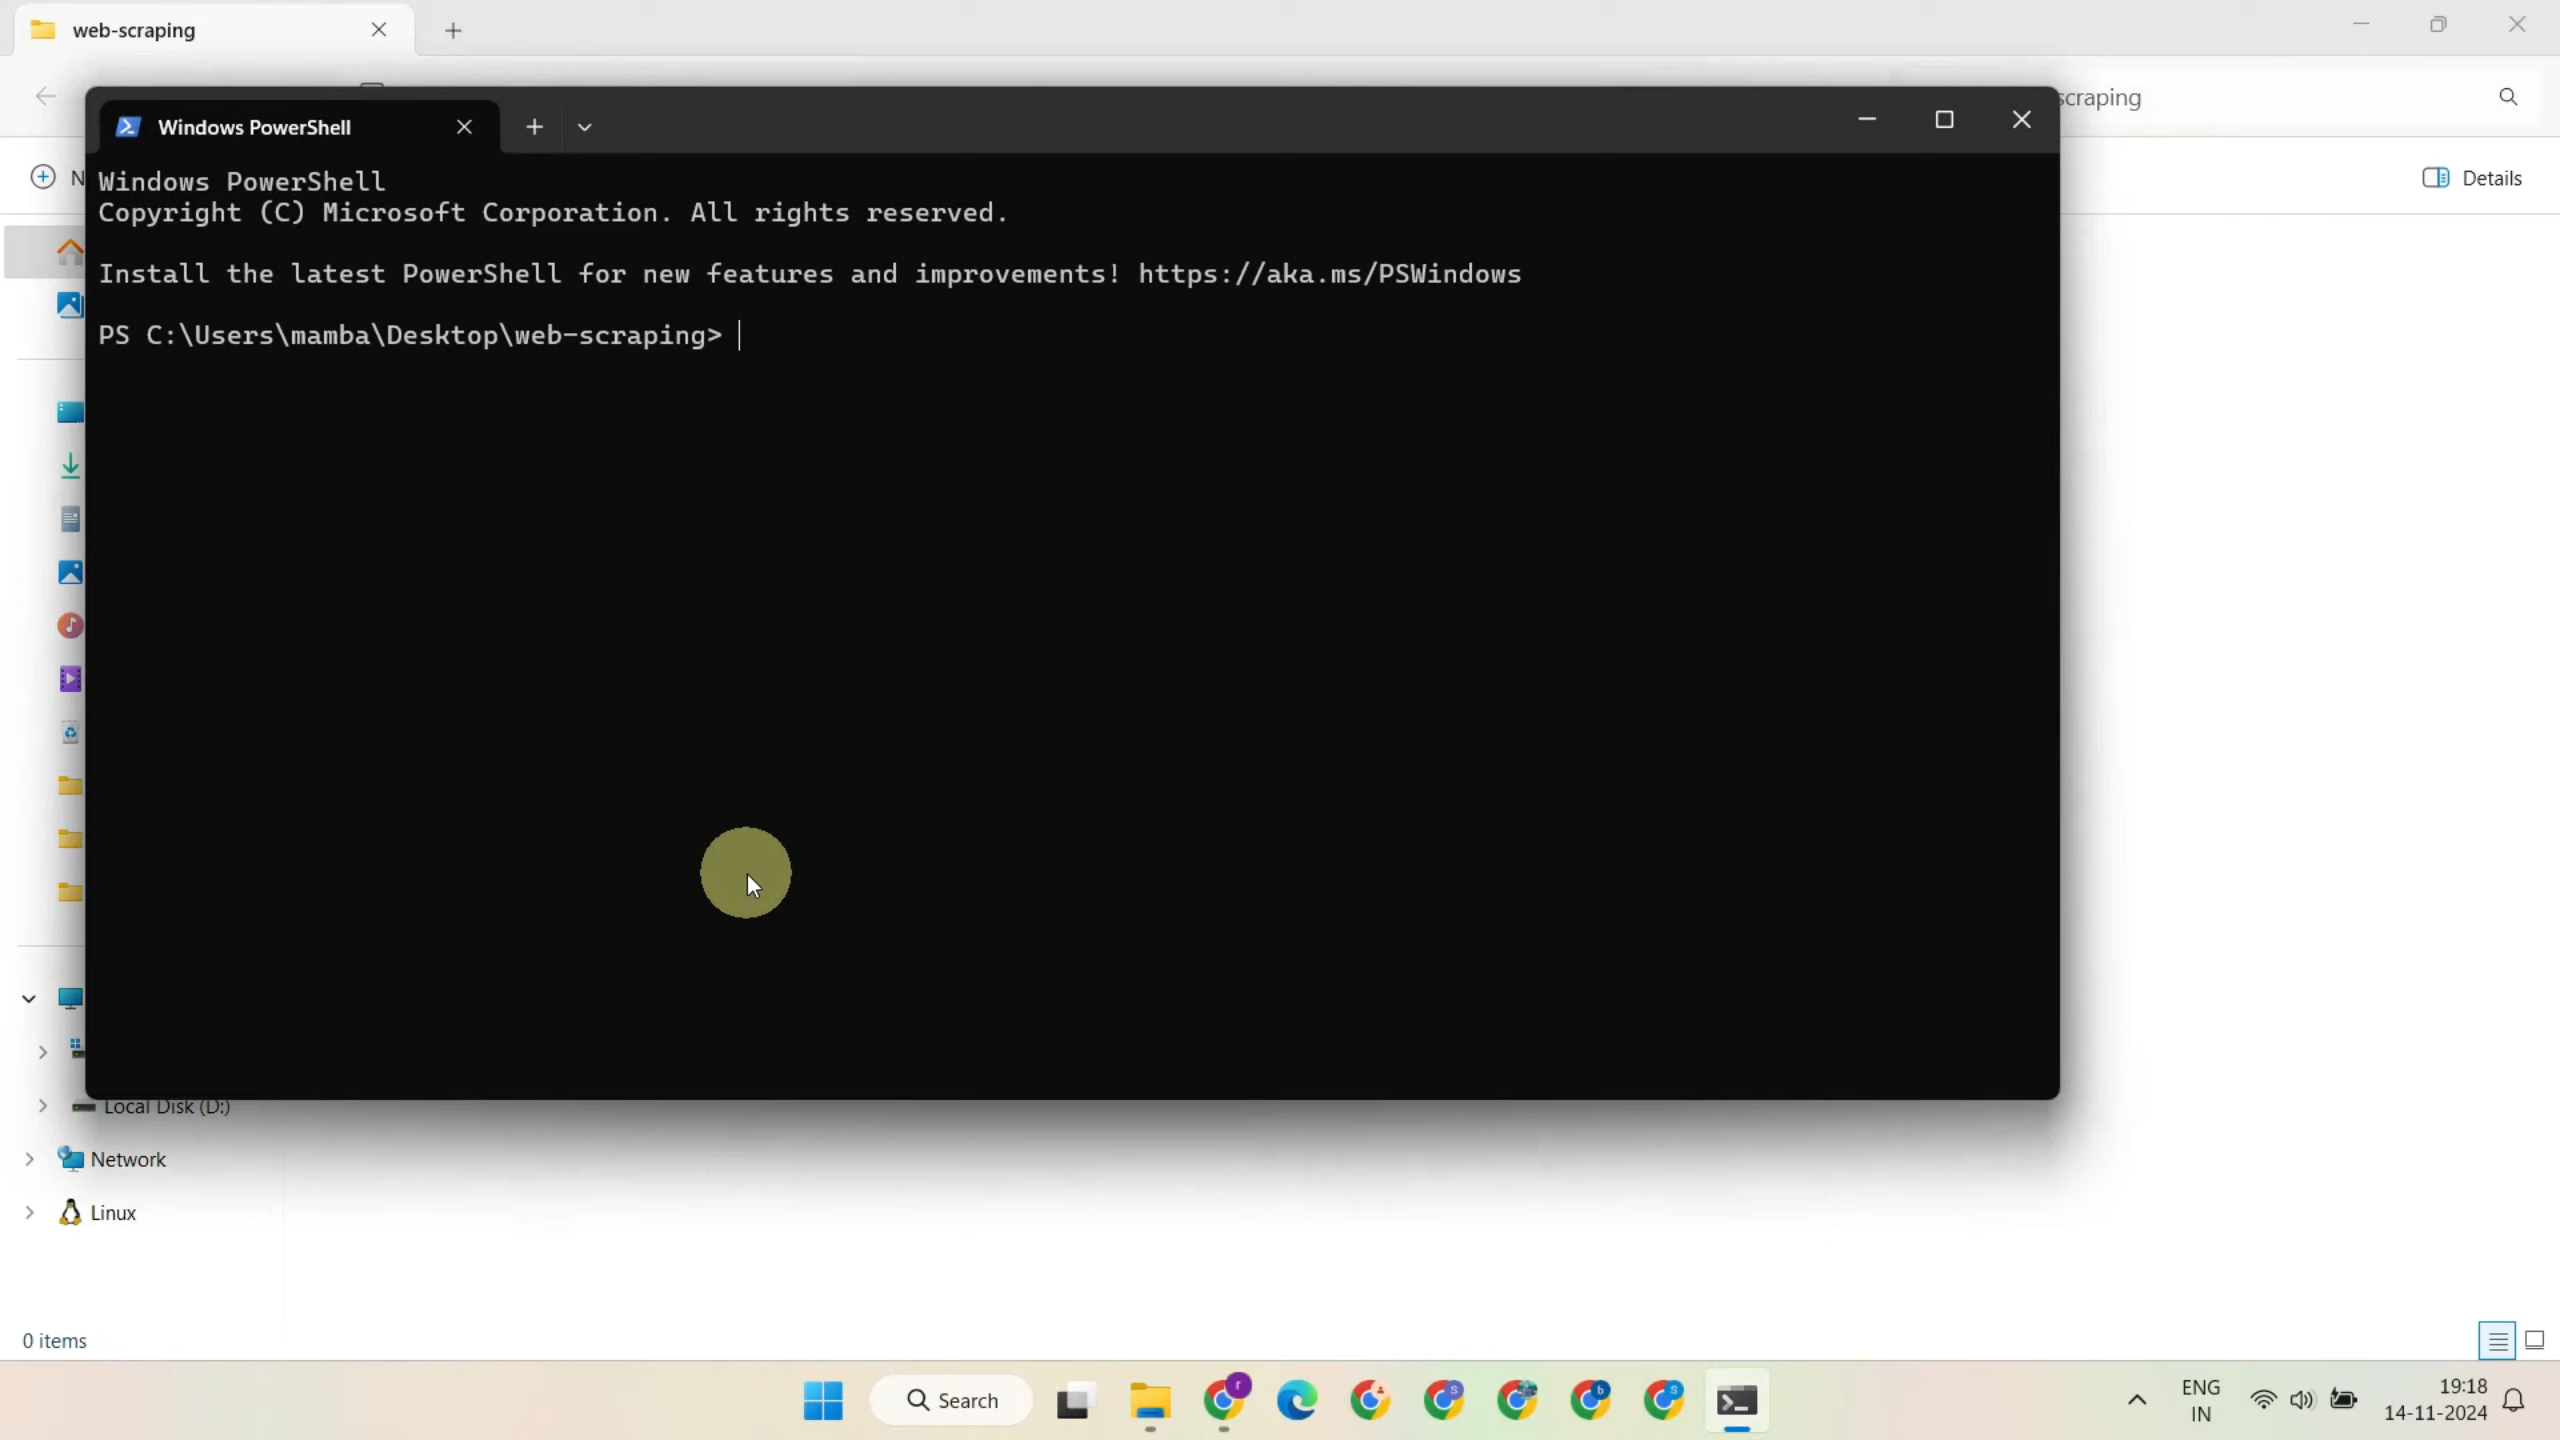 web-scraping
scraping
Windows PowerShell
N
Details
Windows PowerShell
Copyright (C) Microsoft Corporation. All rights reserved.
Install the latest PowerShell for new features and improvements! https://aka.ms/PSWindows
PS C:\Users\mamba\Desktop\web-scraping>
Local Disk (D:)
Network
Linux
0 items
Search
ENG
IN
19:18
14-11-2024